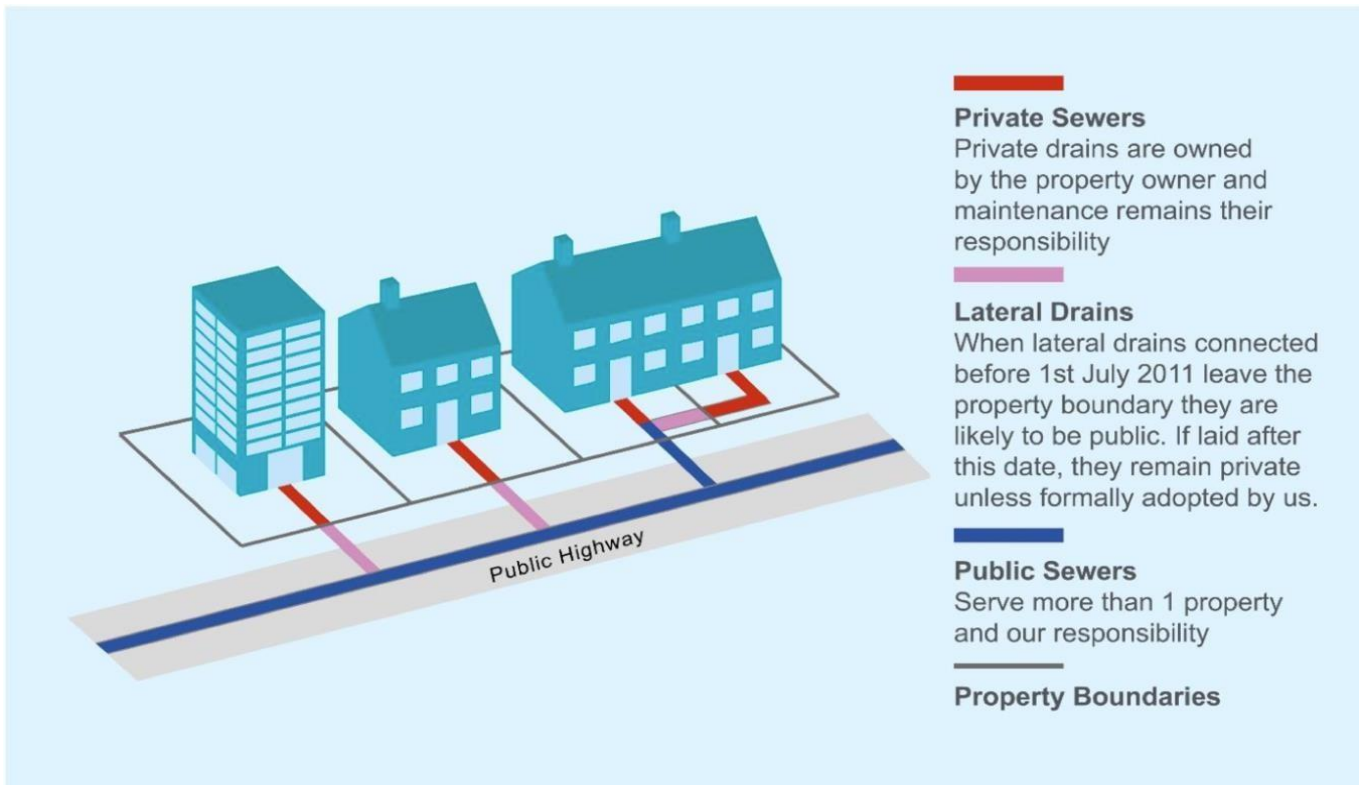 Private Sewers
Private drains are owned
by the property owner and
maintenance remains their
responsibility
Lateral Drains
When lateral drains connected
before 1st July 2011 leave the
property boundary they are
likely to be public. If laid after
this date, they remain private
unless formally adopted by us.
Public Sewers
Serve more than 1 property
and our responsibility
Property Boundaries
Public Highway